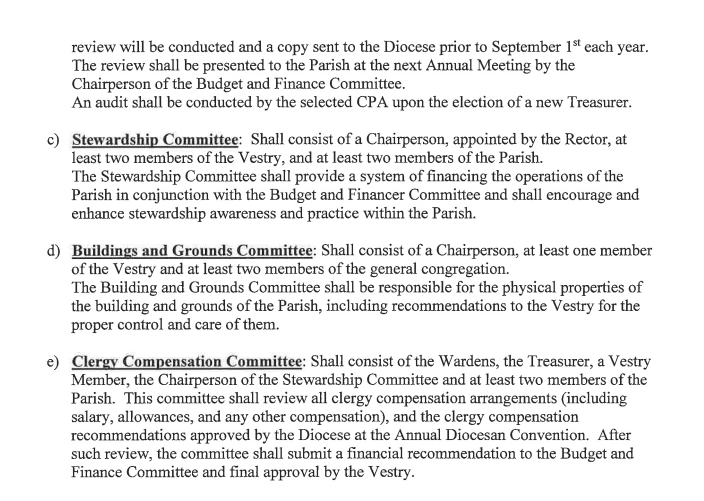 review will be conducted and a copy sent to the Diocese prior to September 1st each year.
The review shall be presented to the Parish at the next Annual Meeting by the
Chairperson of the Budget and Finance Committee.
An audit shall be conducted by the selected CPA upon the election of a new Treasurer.
c) Stewardship Committee: Shall consist of a Chairperson, appointed by the Rector, at
least two members of the Vestry, and at least two members of the Parish.
The Stewardship Committee shall provide a system of financing the operations of the
Parish in conjunction with the Budget and Financer Committee and shall encourage and
enhance stewardship awareness and practice within the Parish.
d) Buildings and Grounds Committee: Shall consist of a Chairperson, at least one member
of the Vestry and at least two members of the general congregation.
The Building and Grounds Committee shall be responsible for the physical properties of
the building and grounds of the Parish, including recommendations to the Vestry for the
proper control and care of them.
e) Clergy Compensation Committee: Shall consist of the Wardens, the Treasurer, a Vestry
Member, the Chairperson of the Stewardship Committee and at least two members of the
Parish. This committee shall review all clergy compensation arrangements (including
salary, allowances, and any other compensation), and the clergy compensation
recommendations approved by the Diocese at the Annual Diocesan Convention. After
such review, the committee shall submit a financial recommendation to the Budget and
Finance Committee and final approval by the Vestry.